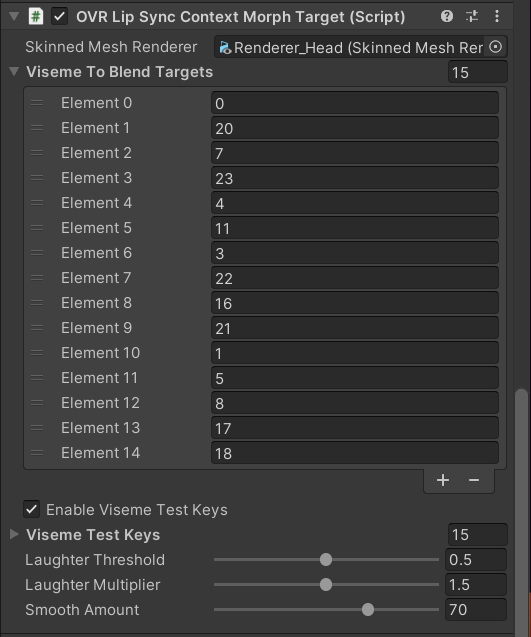 OVR Lip Sync Context Morph Target (Script)
Skinned Mesh Renderer Renderer_Head (Skinned Mesh Rer
Viseme To Blend Targets 15
Element 0 0
Element 1 20
Element 2 7
Element 3 23
Element 4 4
Element 5 11
Element 6 3
Element 7 22
Element 8 16
Element 9 21
Element 10 1
Element 11 5
Element 12 8
Element 13 17
Element 14 18
Enable Viseme Test Keys
Viseme Test Keys 15
Laughter Threshold 0.5
Laughter Multiplier 1.5
Smooth Amount 70